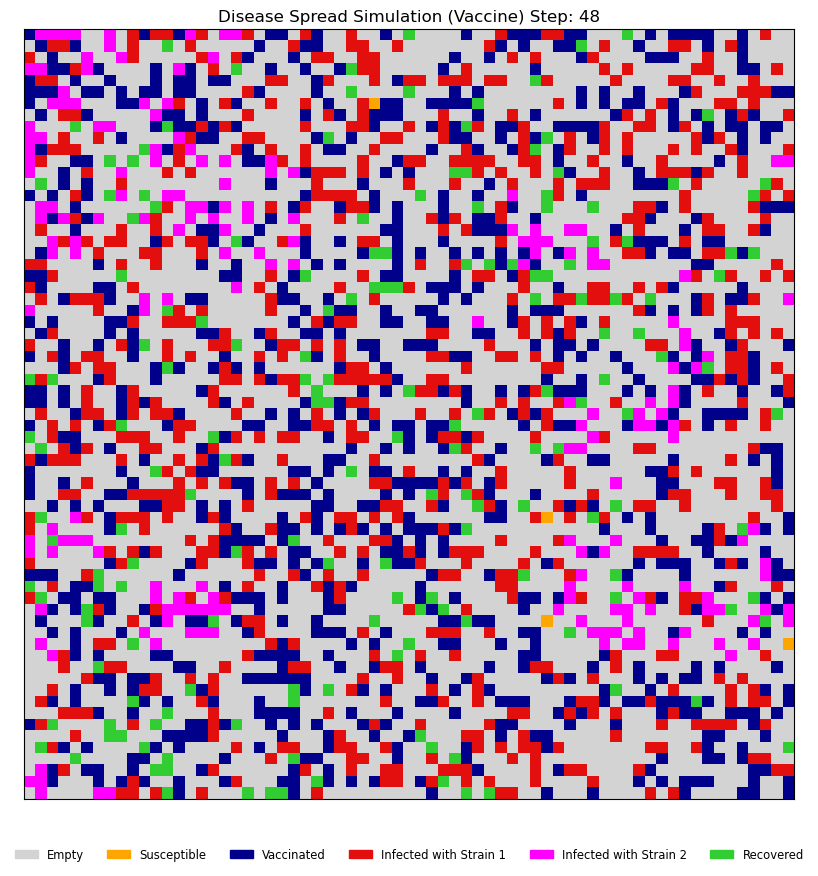 Disease Spread Simulation (Vaccine) Step: 48
Empty Susceptible Vaccinated Infected with Strain 1 Infected with Strain 2 Recovered